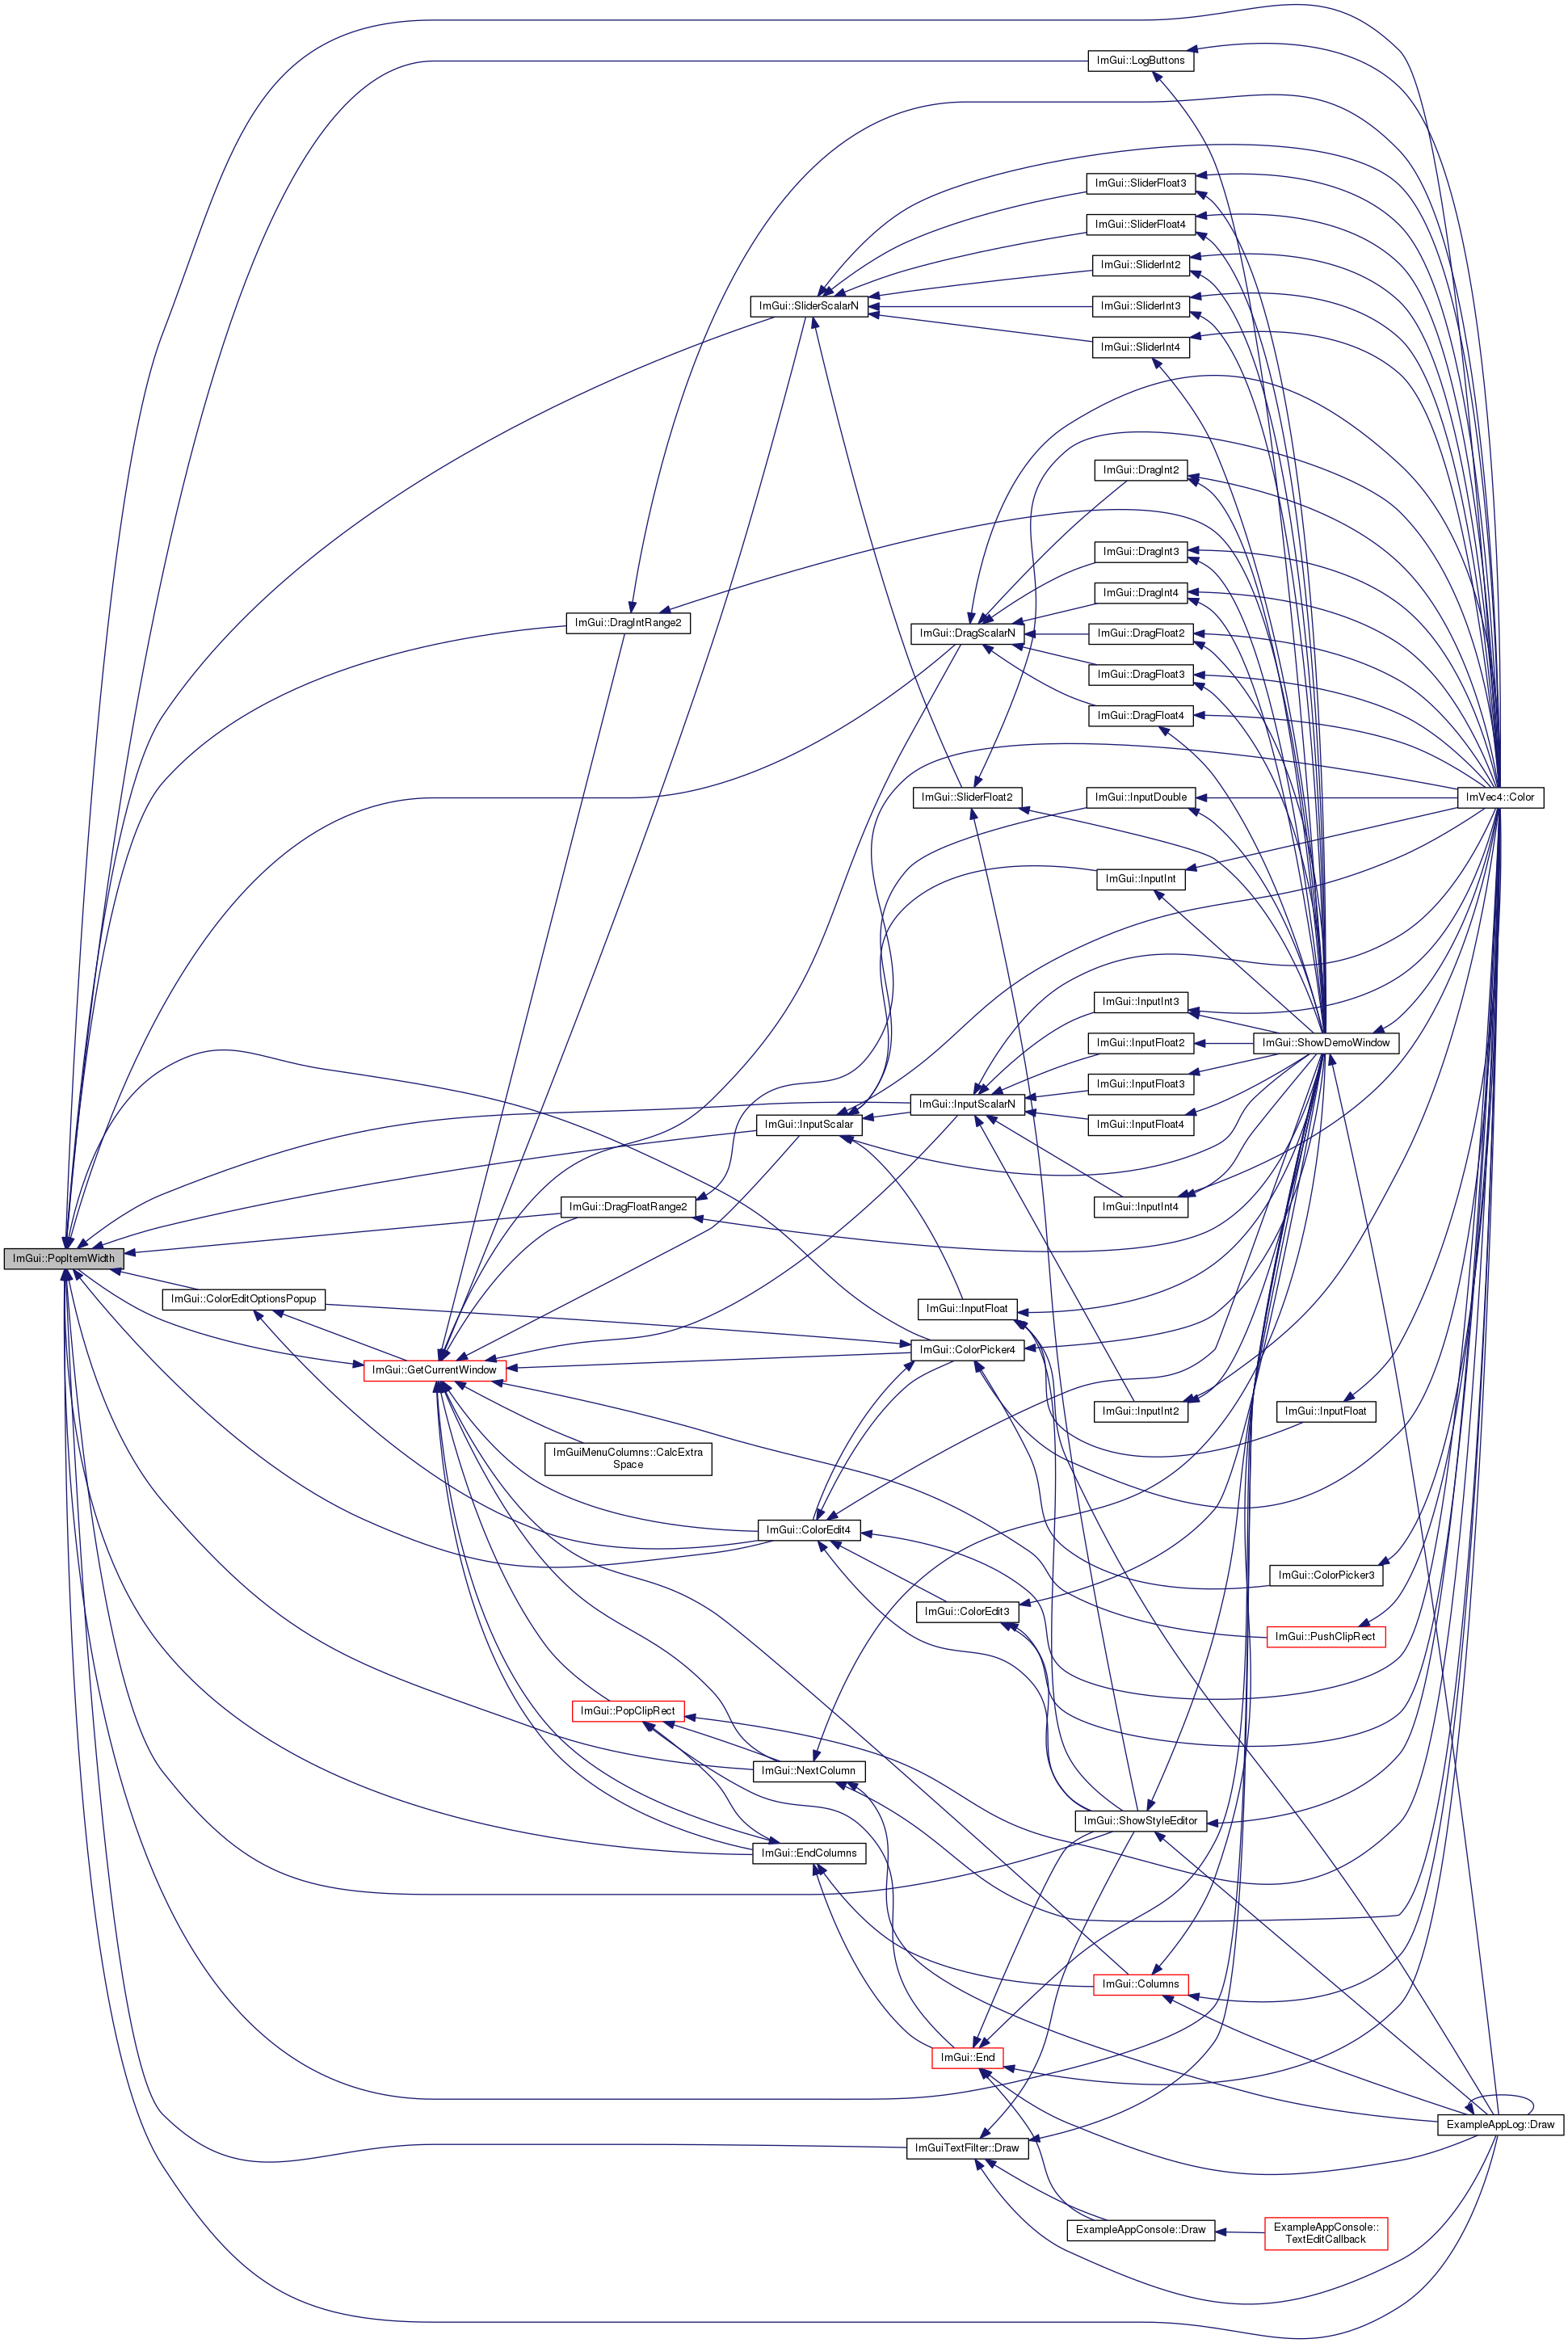 ImGui::LogButtons
ImGui::SliderFloat3
ImGui::SliderFloat4
ImGui::SliderInt2
ImGui::SliderScalarN
ImGui::SliderInt3
ImGui::SliderInt4
ImGui::DragInt2
ImGui::DragInt3
ImGui::DragInt4
ImGui::DragIntRange2
ImGui::DragScalarN
ImGui::DragFloat2
ImGui::DragFloat3
ImGui::DragFloat4
ImGui::SliderFloat2
ImGui::InputDouble
ImVec4::Color
ImGui::InputInt
ImGui::InputInt3
ImGui::InputFloat2
ImGui::ShowDemoWindow
ImGui::InputFloat3
ImGui::InputScalarN
ImGui::InputScalar
ImGui::InputFloat4
ImGui::DragFloatRange2
ImGui::InputInt4
ImGui::PopItemWidth
ImGui::ColorEditOptionsPopup
ImGui::InputFloat
ImGui::ColorPicker4
ImGui::GetCurrentWindow
ImGui::InputInt2
ImGui::InputFloat
ImGuiMenuColumns::CalcExtra
Space
ImGui::ColorEdit4
ImGui::ColorPicker3
ImGui::ColorEdit3
ImGui::PushClipRect
ImGui::PopClipRect
ImGui::NextColumn
ImGui::ShowStyleEditor
ImGui::EndColumns
ImGui::Columns
ImGui::End
ExampleAppLog::Draw
ImGuiTextFilter::Draw
ExampleAppConsole::Draw
ExampleAppConsole::
TextEditCallback